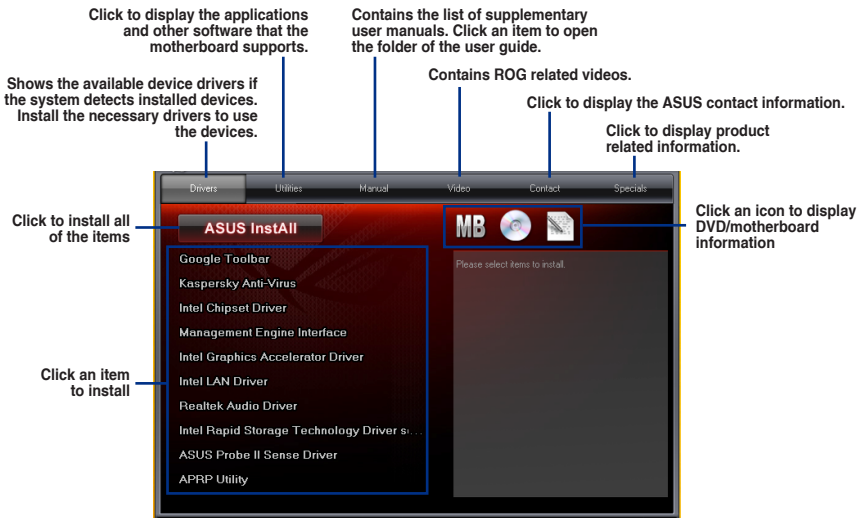 Click to display the applications
and other software that the
motherboard supports.
Contains the list of supplementary
user manuals. Click an item to open
the folder of the user guide.
Contains ROG related videos.
Shows the available device drivers if
the system detects installed devices.
Install the necessary drivers to use
the devices.
Click to display the ASUS contact information.
Click to display product
related information.
Drivers
Utilities
Manual
Video
Contact
Specials
Click to install all
of the items
ASUS InstAll
MB
Click an icon to display
DVD/motherboard
information
Google Toolbar
Please select items to install.
Kaspersky Anti-Virus
Intel Chipset Driver
Management Engine Interface
Intel Graphics Accelerator Driver
Click an item
to install
Intel LAN Driver
Realtek Audio Driver
Intel Rapid Storage Technology Driver s...
ASUS Probe II Sense Driver
APRP Utility